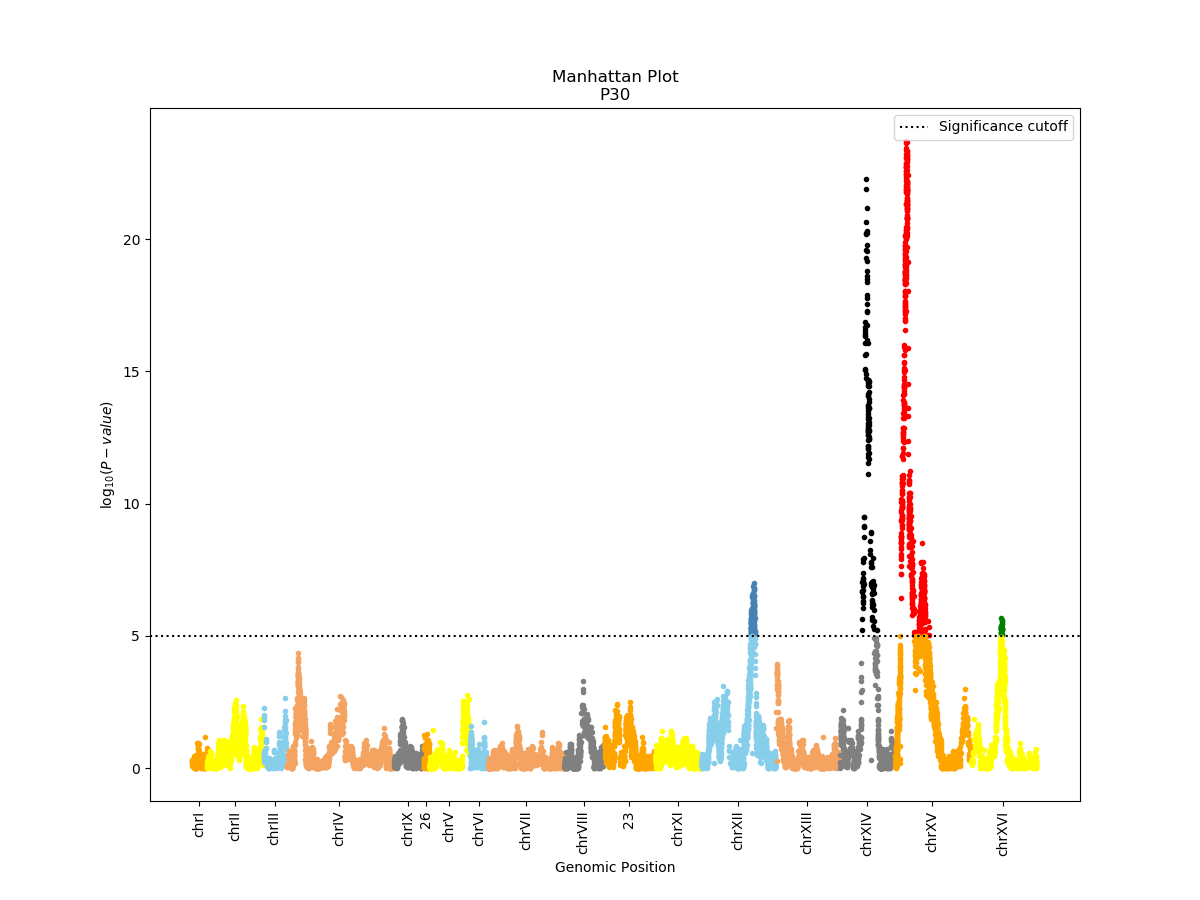 Manhattan Plot
P30
Significance cutoff
log10(P − value)
20
15
10
5
0
chrI
chrII
chrIII
chrIV
chrIX
26
chrV
chrVI
chrVII
chrVIII
23
chrXI
chrXII
chrXIII
chrXIV
chrXV
chrXVI
Genomic Position